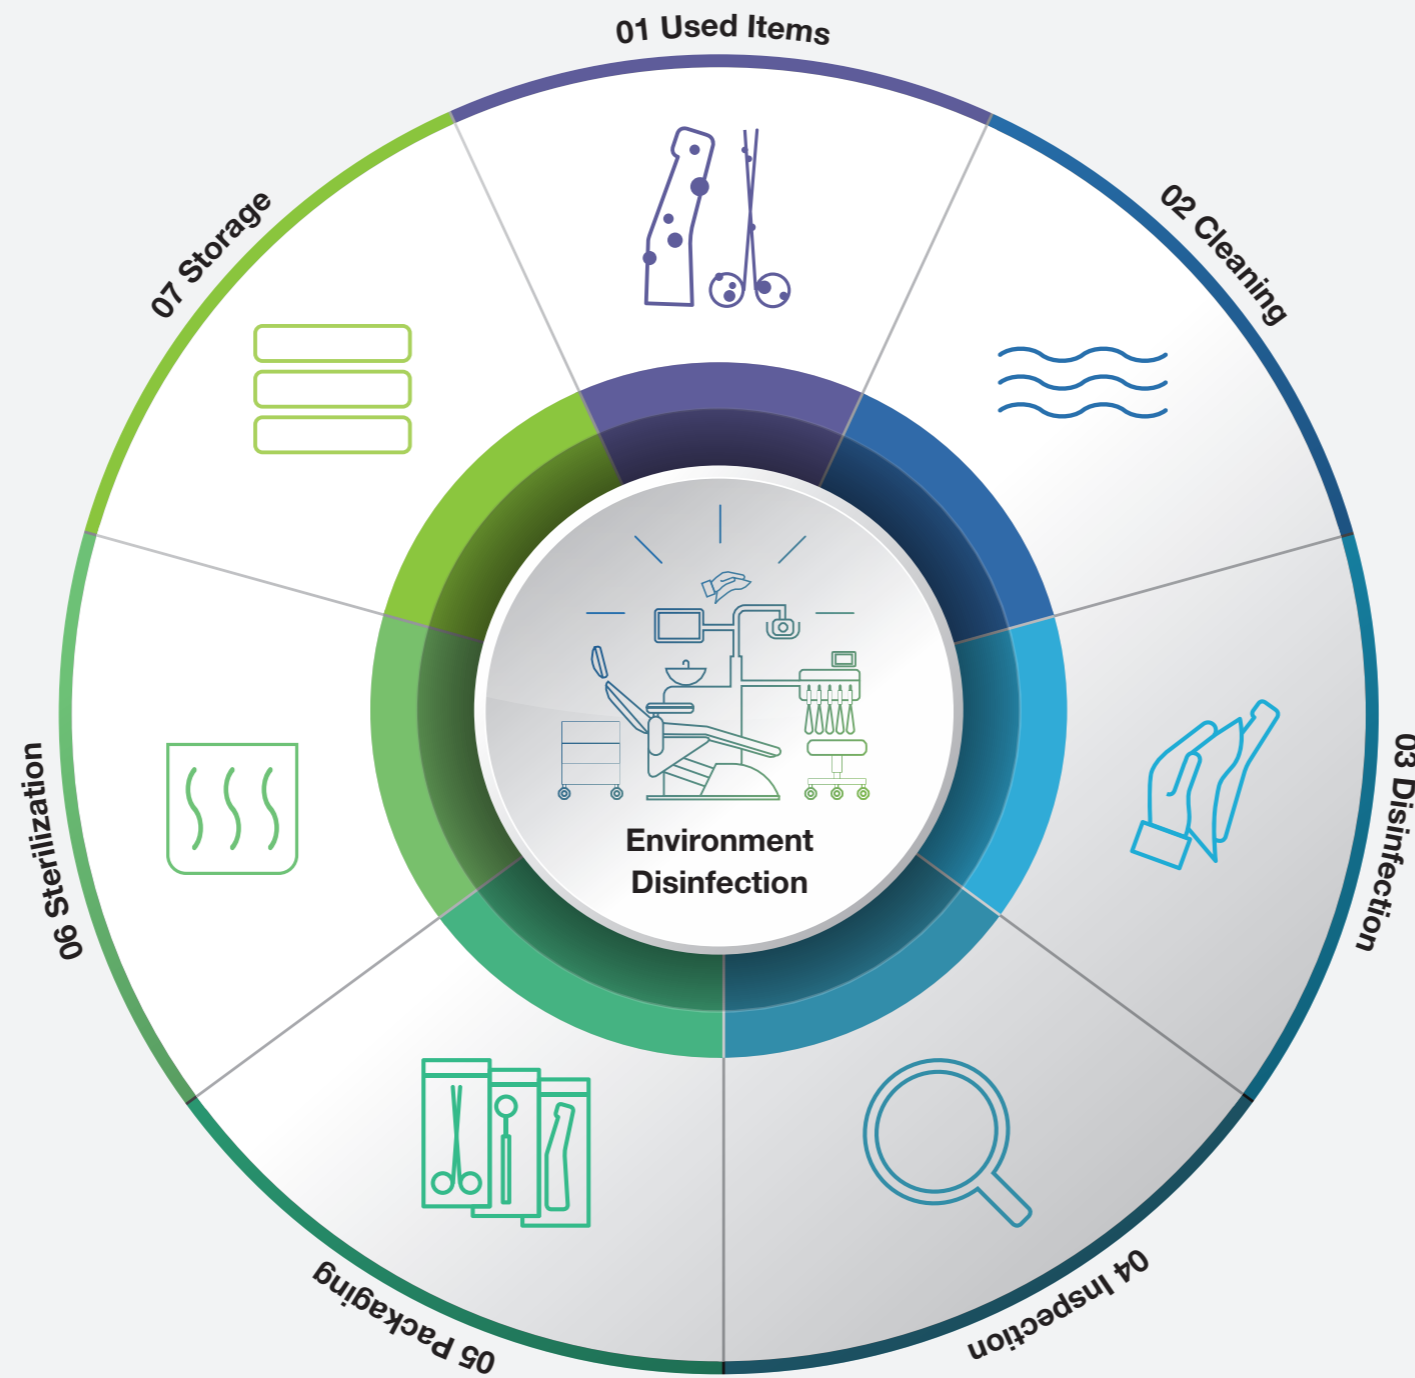 01 Used Items
02 Cleaning
03 Disinfection
04 Inspection
05 Packaging
06 Sterilization
07 Storage
Environment
Disinfection